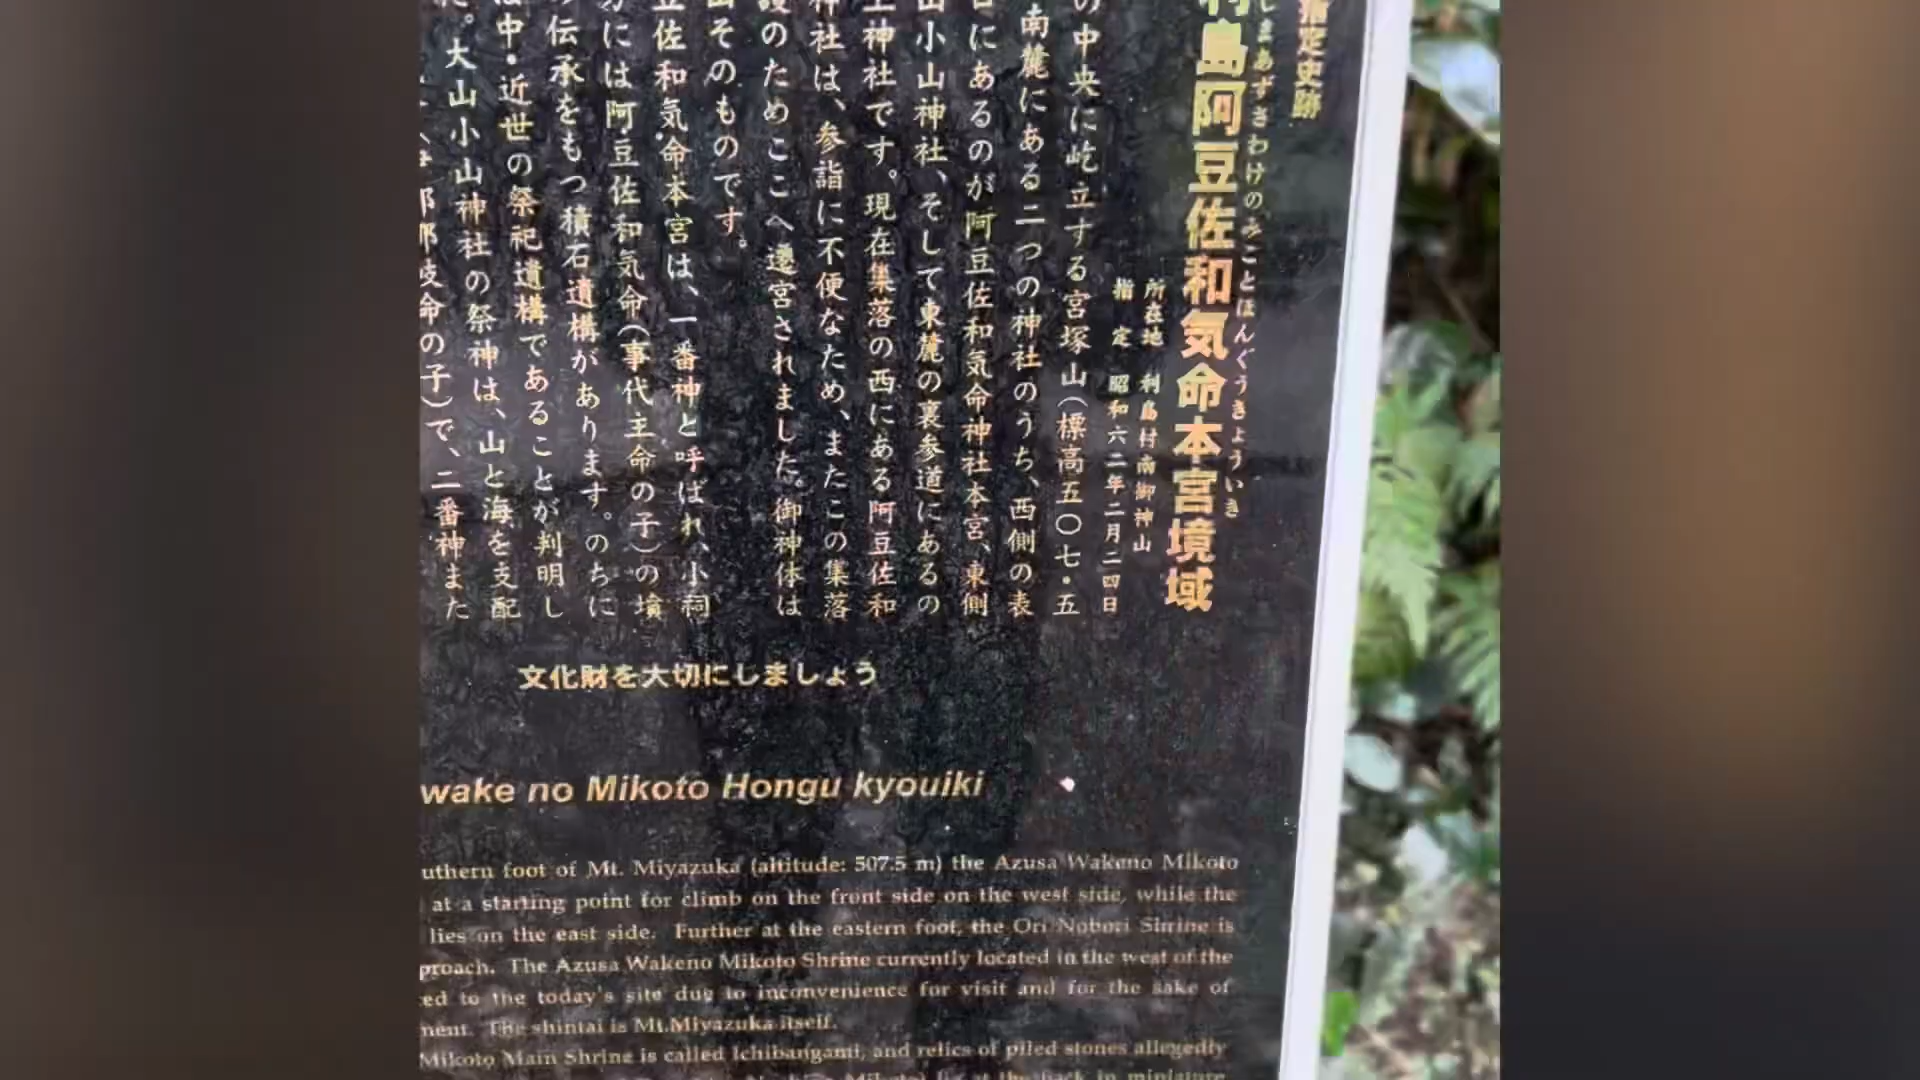 指定史跡
しまあずさわけのみことほんぐうきょういき
利島阿豆佐和気命本宮境域
所在地 利島村南御神山
指定 昭和六二年二月二四日
の中央に屹立する宮塚山(標高五〇七・五
南麓にある二つの神社のうち、西側の表
口にあるのが阿豆佐和気命神社本宮、東側
山小山神社、そして東麓の裏参道にあるの
上神社です。現在集落の西にある阿豆佐和
神社は、参詣に不便なため、またこの集落
護のためここへ遷宮されました。御神体は
山そのものです。
豆佐和気命本宮は、一番神と呼ばれ、小祠
方には阿豆佐和気命(事代主命の子)の墳
の伝承をもつ積石遺構があります。のちに
は中・近世の祭祀遺構であることが判明し
た。大山小山神社の祭神は、山と海を支配
岐命の子)で、二番神また
文化財を大切にしましょう
wake no Mikoto Hongu kyouiki
uthern foot of Mt. Miyazuka (altitude: 507.5 m) the Azusa Wakeno Mikoto
at a starting point for climb on the front side on the west side, while the
lies on the east side. Further at the eastern foot, the Ori Nobori Shrine is
proach. The Azusa Wakeno Mikoto Shrine currently located in the west of the
ed to the today's site due to inconvenience for visit and for the sake of
ment. The shintai is Mt.Miyazuka itself.
Mikoto Main Shrine is called Ichibangami, and relics of piled stones allegedly
Mikoto) lie at the back in miniature